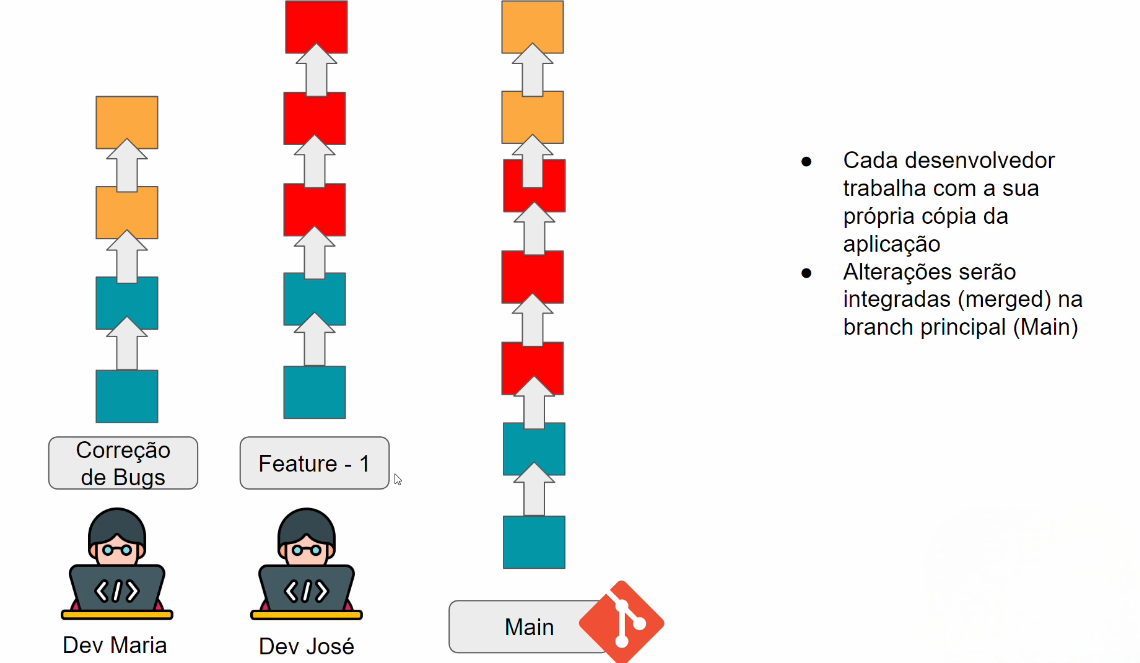 Correção
de Bugs
Feature - 1
Dev Maria
Dev José
Main
● Cada desenvolvedor
trabalha com a sua
própria cópia da
aplicação
● Alterações serão
integradas (merged) na
branch principal (Main)